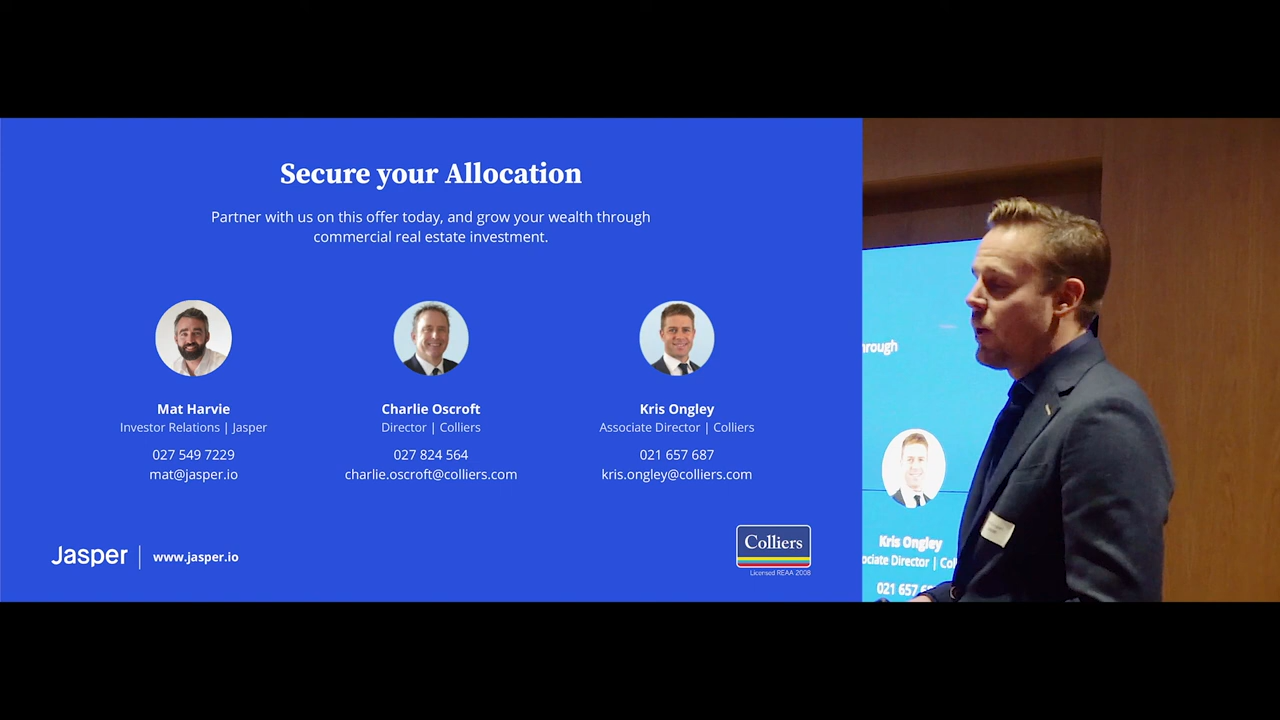 Secure your Allocation
Partner with us on this offer today, and grow your wealth through
commercial real estate investment.
Mat Harvie
Investor Relations | Jasper
027 549 7229
mat@jasper.io
Charlie Oscroft
Director | Colliers
027 824 564
charlie.oscroft@colliers.com
Kris Ongley
Associate Director | Colliers
021 657 687
kris.ongley@colliers.com
Jasper | www.jasper.io
Colliers
Licensed REAA 2008
Kris Ongley
Director
021 657